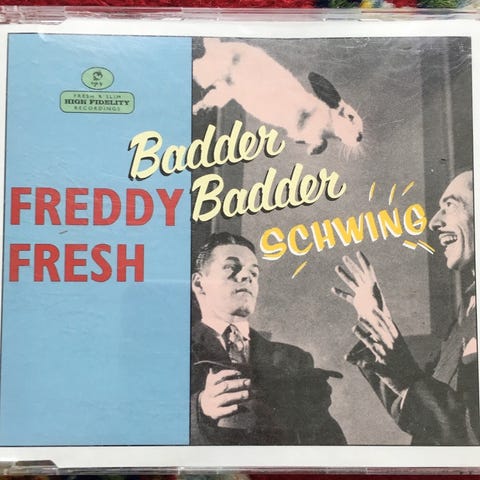 FRESH & SLIM
HIGH FIDELITY
RECORDINGS
Badder
Badder
SCHWING
FREDDY
FRESH